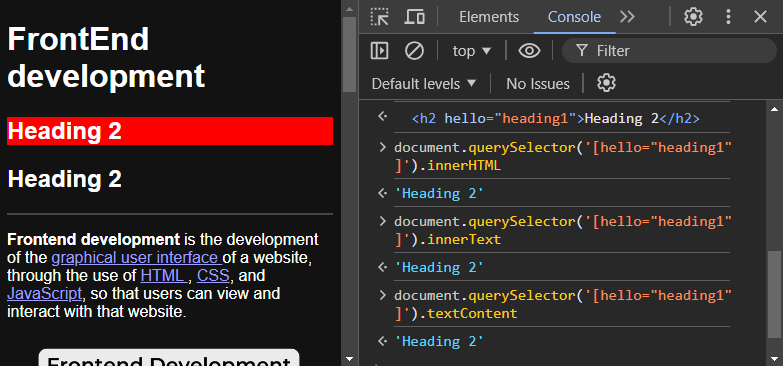 FrontEnd
development
Heading 2
Heading 2
Frontend development is the development
of the graphical user interface of a website,
through the use of HTML , CSS, and
JavaScript, so that users can view and
interact with that website.
Frontend Development
Elements
Console
top
Filter
Default levels
No Issues
<h2 hello="heading1">Heading 2</h2>
document.querySelector('[hello="heading1"
]').innerHTML
'Heading 2'
document.querySelector('[hello="heading1"
]').innerText
'Heading 2'
document.querySelector('[hello="heading1"
]').textContent
'Heading 2'